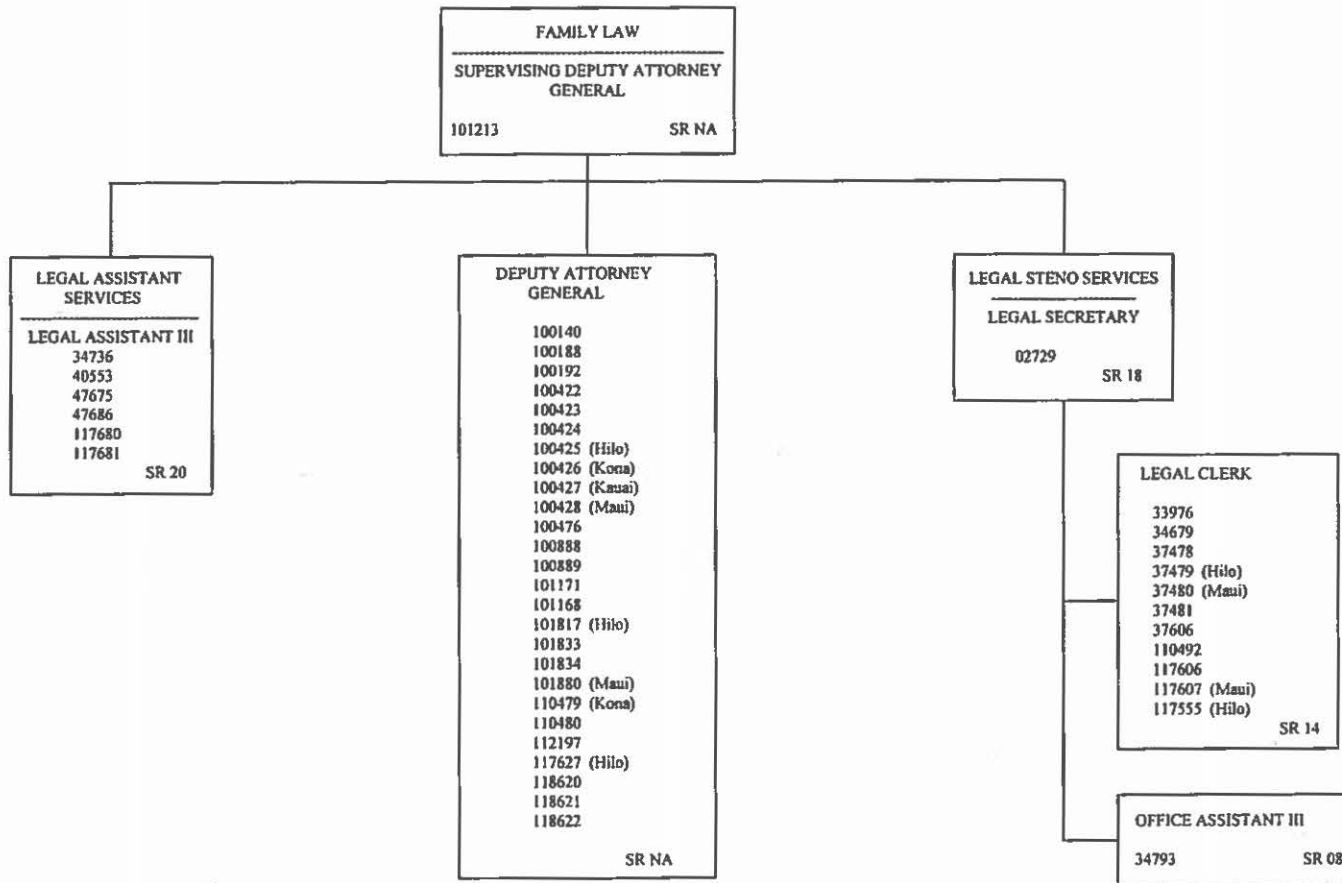 FAMILY LAW
SUPERVISING DEPUTY ATTORNEY
GENERAL
101213 SR NA
LEGAL ASSISTANT
SERVICES
LEGAL ASSISTANT III
34736
40553
47675
47686
117680
117681
SR 20
DEPUTY ATTORNEY
GENERAL
100140
100188
100192
100422
100423
100424
100425 (Hilo)
100426 (Kona)
100427 (Kauai)
100428 (Maui)
100476
100888
100889
101171
101168
101817 (Hilo)
101833
101834
101880 (Maui)
110479 (Kona)
110480
112197
117627 (Hilo)
118620
118621
118622
SR NA
LEGAL STENO SERVICES
LEGAL SECRETARY
02729
SR 18
LEGAL CLERK
33976
34679
37478
37479 (Hilo)
37480 (Maui)
37481
37606
110492
117606
117607 (Maui)
117555 (Hilo)
SR 14
OFFICE ASSISTANT III
34793 SR 08